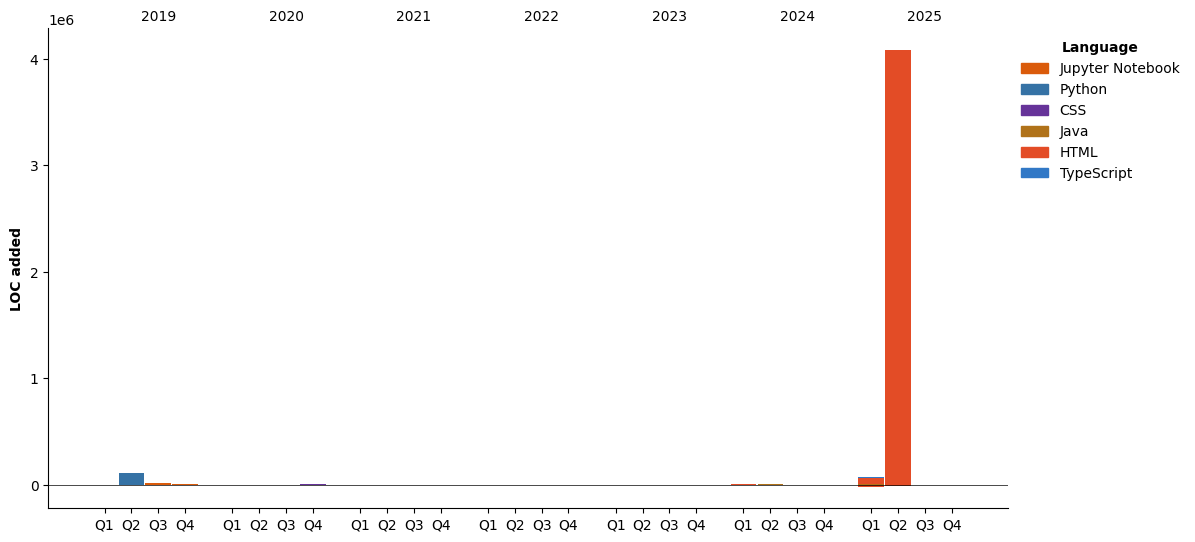 1e6
2019 2020 2021 2022 2023 2024 2025
Language
Jupyter Notebook
Python
CSS
Java
HTML
TypeScript
LOC added
4
3
2
1
0
Q1 Q2 Q3 Q4 Q1 Q2 Q3 Q4 Q1 Q2 Q3 Q4 Q1 Q2 Q3 Q4 Q1 Q2 Q3 Q4 Q1 Q2 Q3 Q4 Q1 Q2 Q3 Q4